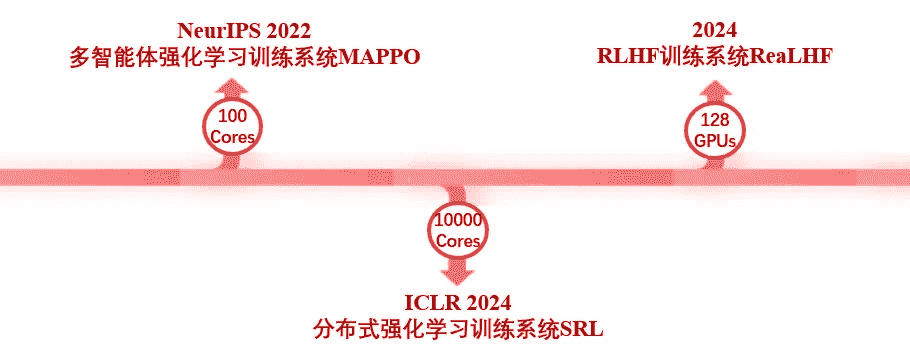 NeurIPS 2022
多智能体强化学习训练系统MAPPO
100
Cores
10000
Cores
ICLR 2024
分布式强化学习训练系统SRL
2024
RLHF训练系统ReaLHF
128
GPUs